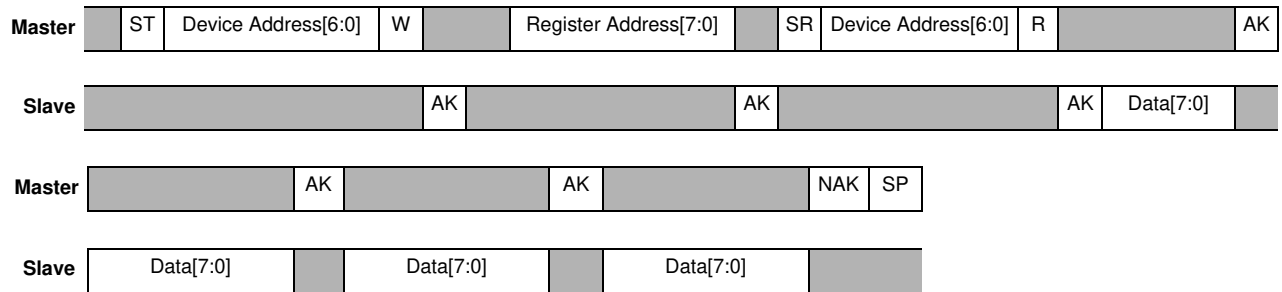 Master ST Device Address[6:0] W Register Address[7:0] SR Device Address[6:0] R AK
Slave AK AK AK Data[7:0]
Master AK AK NAK SP
Slave Data[7:0] Data[7:0] Data[7:0]